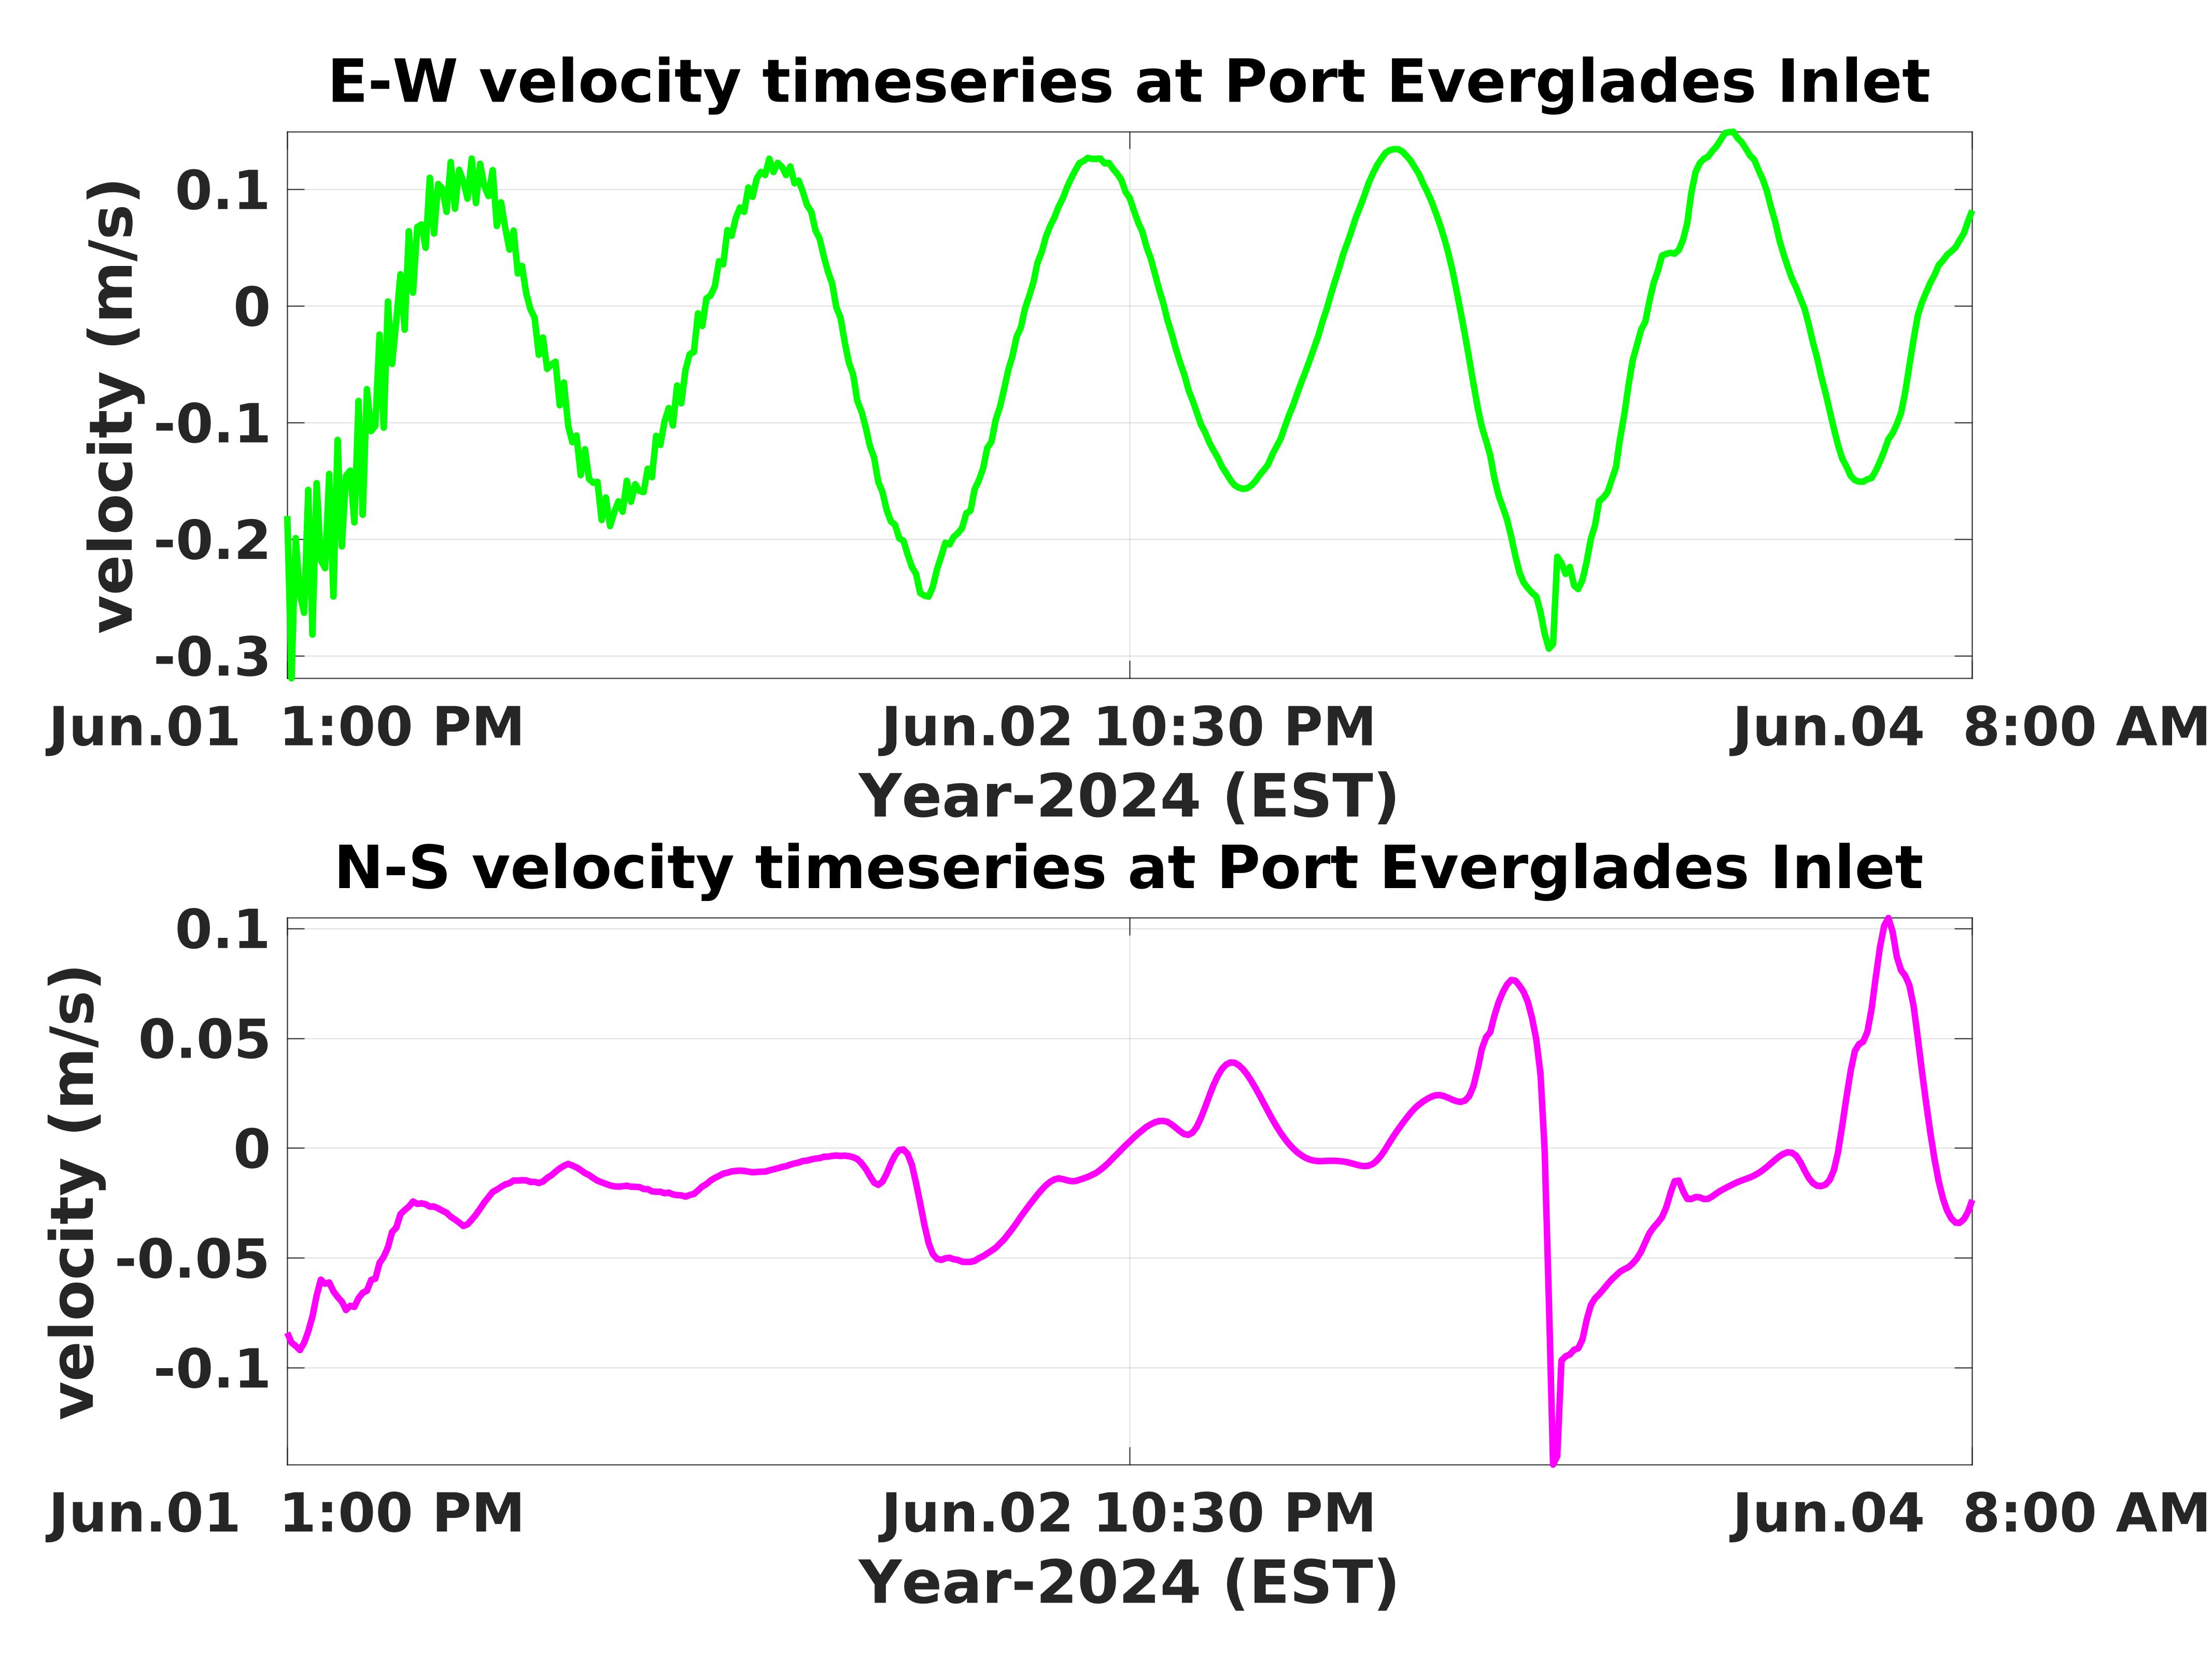 E-W velocity timeseries at Port Everglades Inlet
velocity (m/s)
0.1
0
-0.1
-0.2
-0.3
Jun.01  1:00 PM
Jun.02 10:30 PM
Jun.04  8:00 AM
Year-2024 (EST)
N-S velocity timeseries at Port Everglades Inlet
velocity (m/s)
0.1
0.05
0
-0.05
-0.1
Jun.01  1:00 PM
Jun.02 10:30 PM
Jun.04  8:00 AM
Year-2024 (EST)